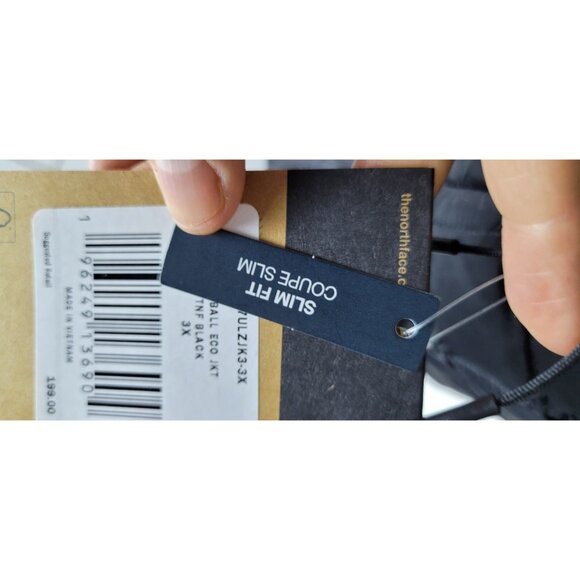 SLIM FIT
COUPE SLIM
thenorthface.c
ULZJK3-3X
BALL ECO JKT
TNF BLACK
3X
1 96249 13690
MADE IN VIETNAM
Suggested Retail
199.00